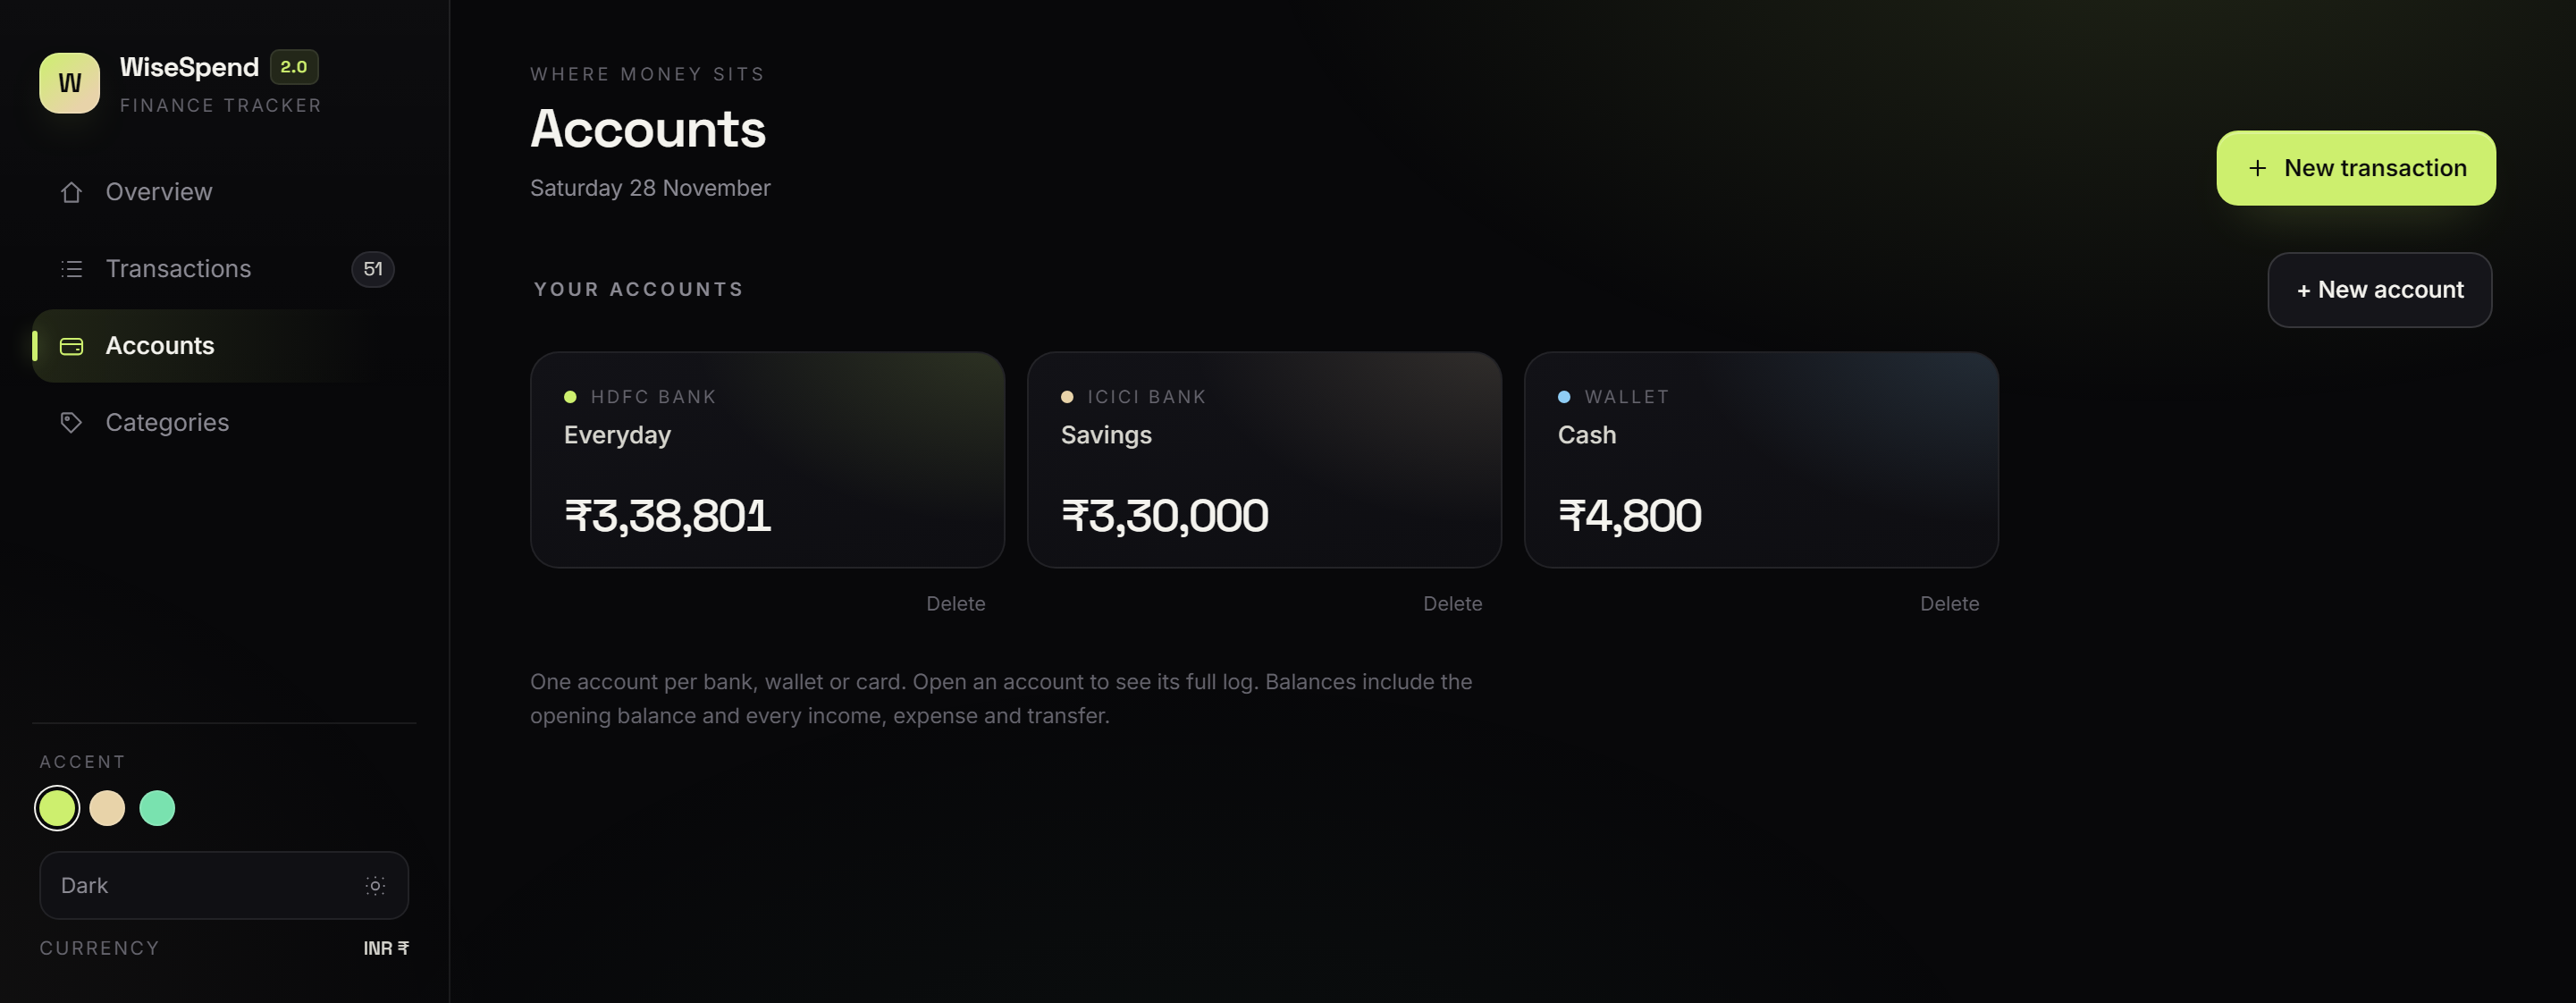 W
WiseSpend 2.0
FINANCE TRACKER
Overview
Transactions 51
Accounts
Categories
ACCENT
Dark
CURRENCY INR ₹
WHERE MONEY SITS
Accounts
Saturday 28 November
+ New transaction
YOUR ACCOUNTS
+ New account
HDFC BANK
Everyday
₹3,38,801
Delete
ICICI BANK
Savings
₹3,30,000
Delete
WALLET
Cash
₹4,800
Delete
One account per bank, wallet or card. Open an account to see its full log. Balances include the
opening balance and every income, expense and transfer.